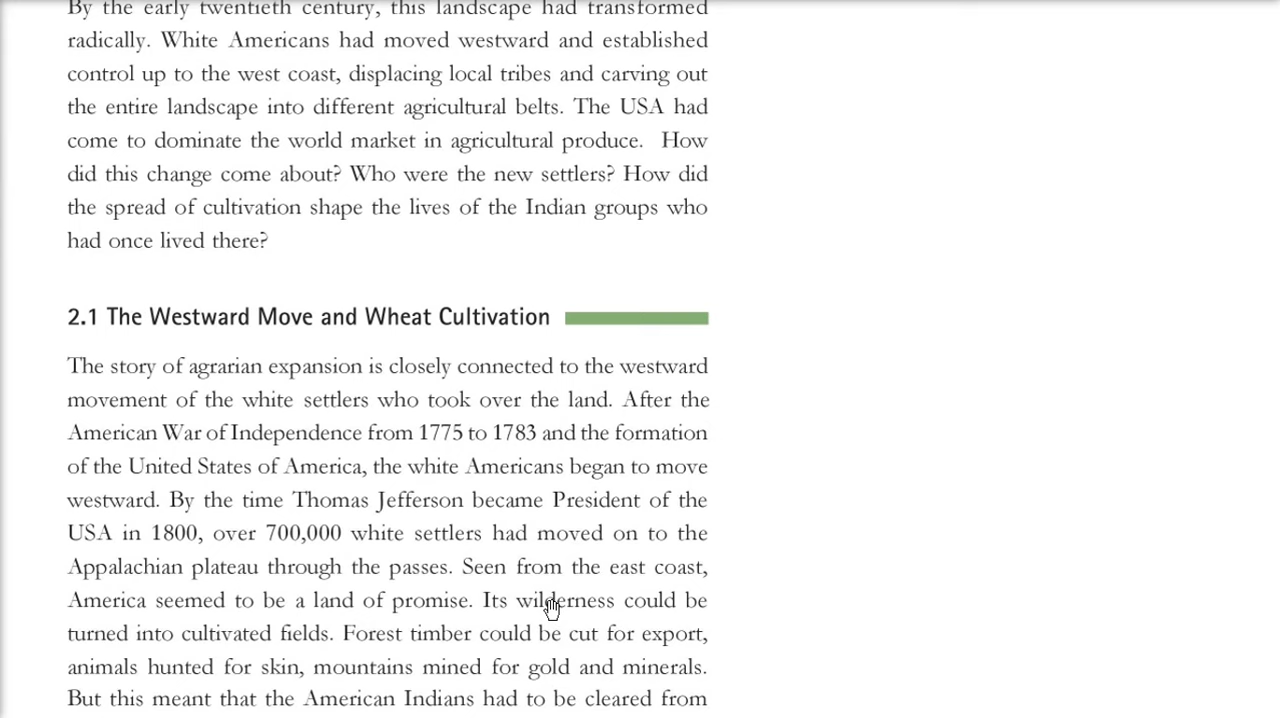 By the early twentieth century, this landscape had transformed
radically. White Americans had moved westward and established
control up to the west coast, displacing local tribes and carving out
the entire landscape into different agricultural belts. The USA had
come to dominate the world market in agricultural produce. How
did this change come about? Who were the new settlers? How did
the spread of cultivation shape the lives of the Indian groups who
had once lived there?
2.1 The Westward Move and Wheat Cultivation
The story of agrarian expansion is closely connected to the westward
movement of the white settlers who took over the land. After the
American War of Independence from 1775 to 1783 and the formation
of the United States of America, the white Americans began to move
westward. By the time Thomas Jefferson became President of the
USA in 1800, over 700,000 white settlers had moved on to the
Appalachian plateau through the passes. Seen from the east coast,
America seemed to be a land of promise. Its wilderness could be
turned into cultivated fields. Forest timber could be cut for export,
animals hunted for skin, mountains mined for gold and minerals.
But this meant that the American Indians had to be cleared from